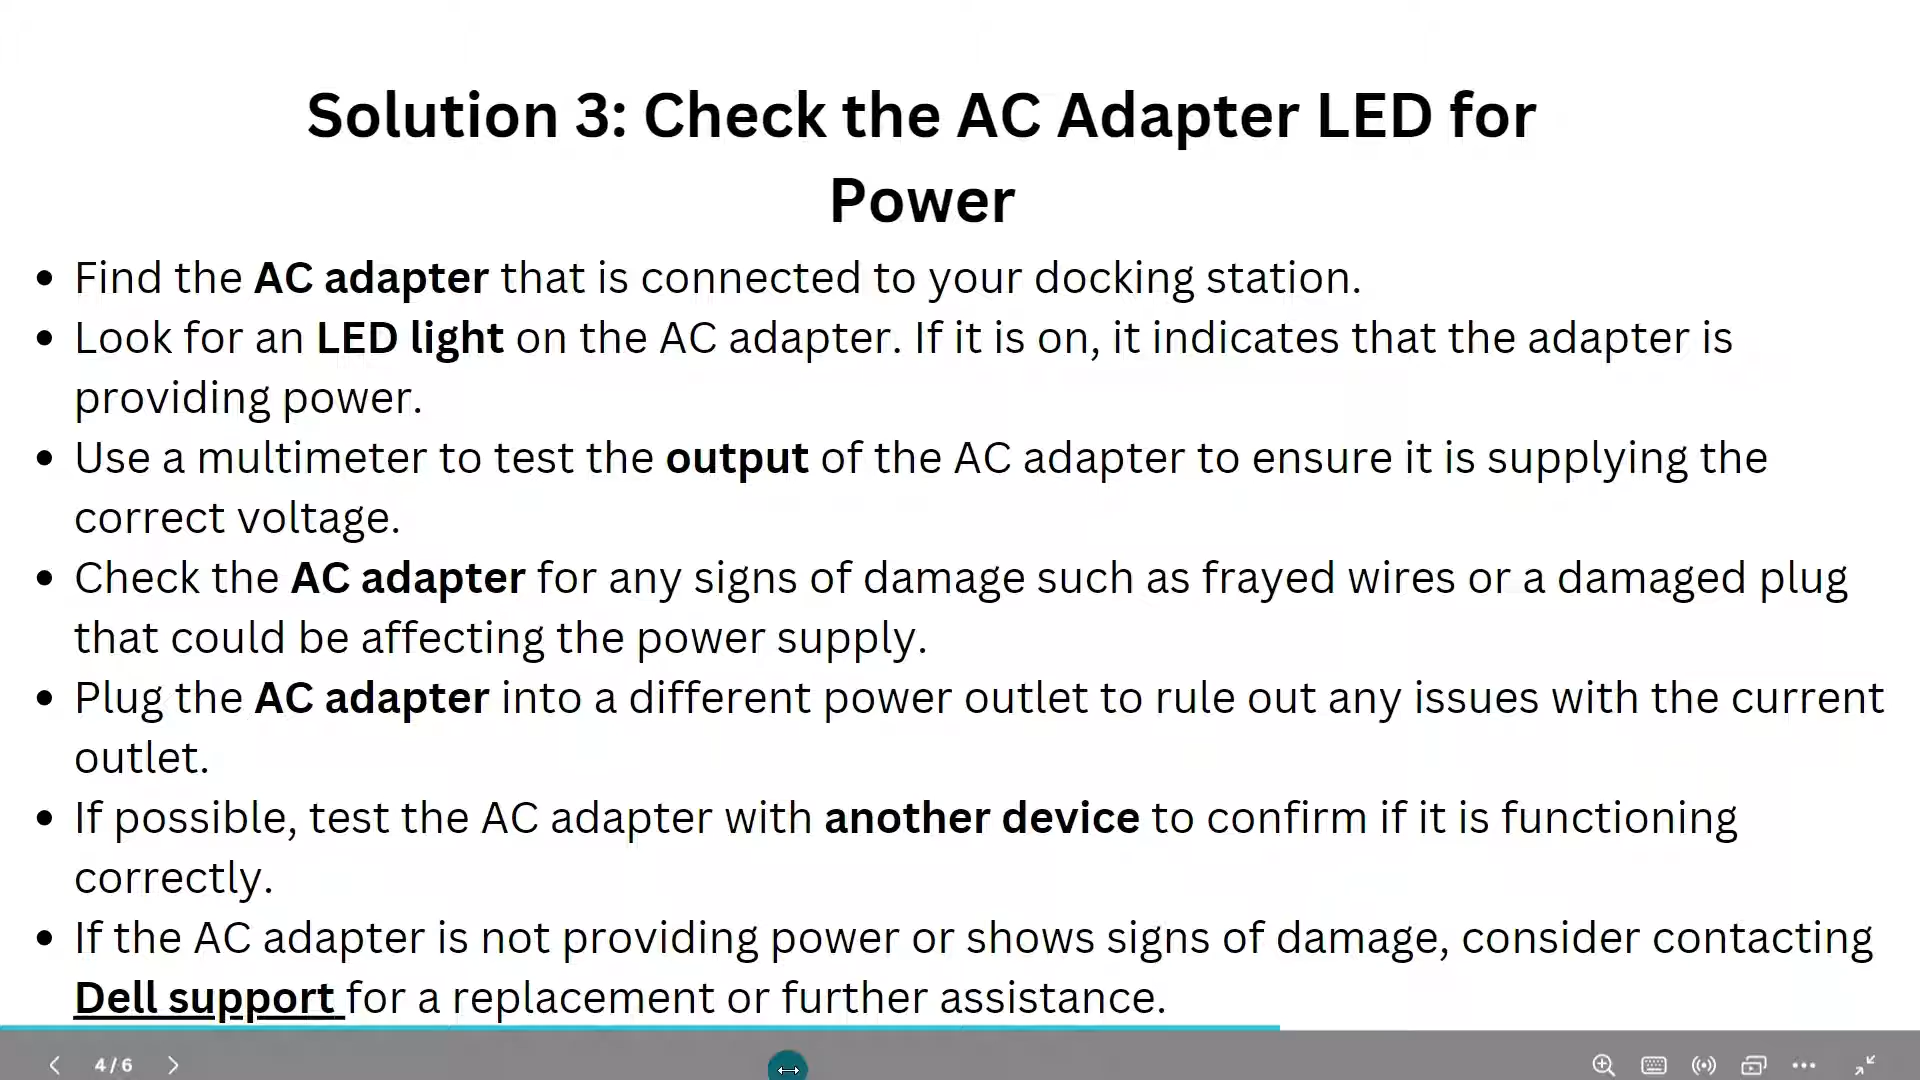 Solution 3: Check the AC Adapter LED for
Power
• Find the AC adapter that is connected to your docking station.
• Look for an LED light on the AC adapter. If it is on, it indicates that the adapter is
providing power.
• Use a multimeter to test the output of the AC adapter to ensure it is supplying the
correct voltage.
• Check the AC adapter for any signs of damage such as frayed wires or a damaged plug
that could be affecting the power supply.
• Plug the AC adapter into a different power outlet to rule out any issues with the current
outlet.
• If possible, test the AC adapter with another device to confirm if it is functioning
correctly.
• If the AC adapter is not providing power or shows signs of damage, consider contacting
Dell support for a replacement or further assistance.
4/6